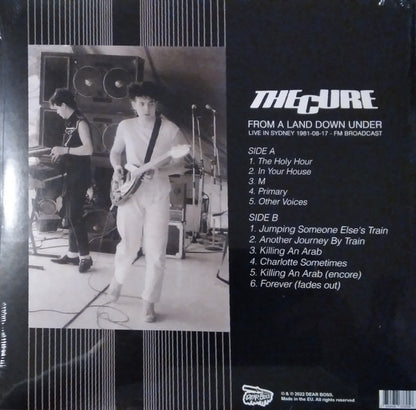 THE CURE
FROM A LAND DOWN UNDER
LIVE IN SYDNEY 1981-08-17 - FM BROADCAST
SIDE A
1. The Holy Hour
2. In Your House
3. M
4. Primary
5. Other Voices
SIDE B
1. Jumping Someone Else's Train
2. Another Journey By Train
3. Killing An Arab
4. Charlotte Sometimes
5. Killing An Arab (encore)
6. Forever (fades out)
℗ & © 2022 DEAR BOSS.
Made in the EU. All rights reserved